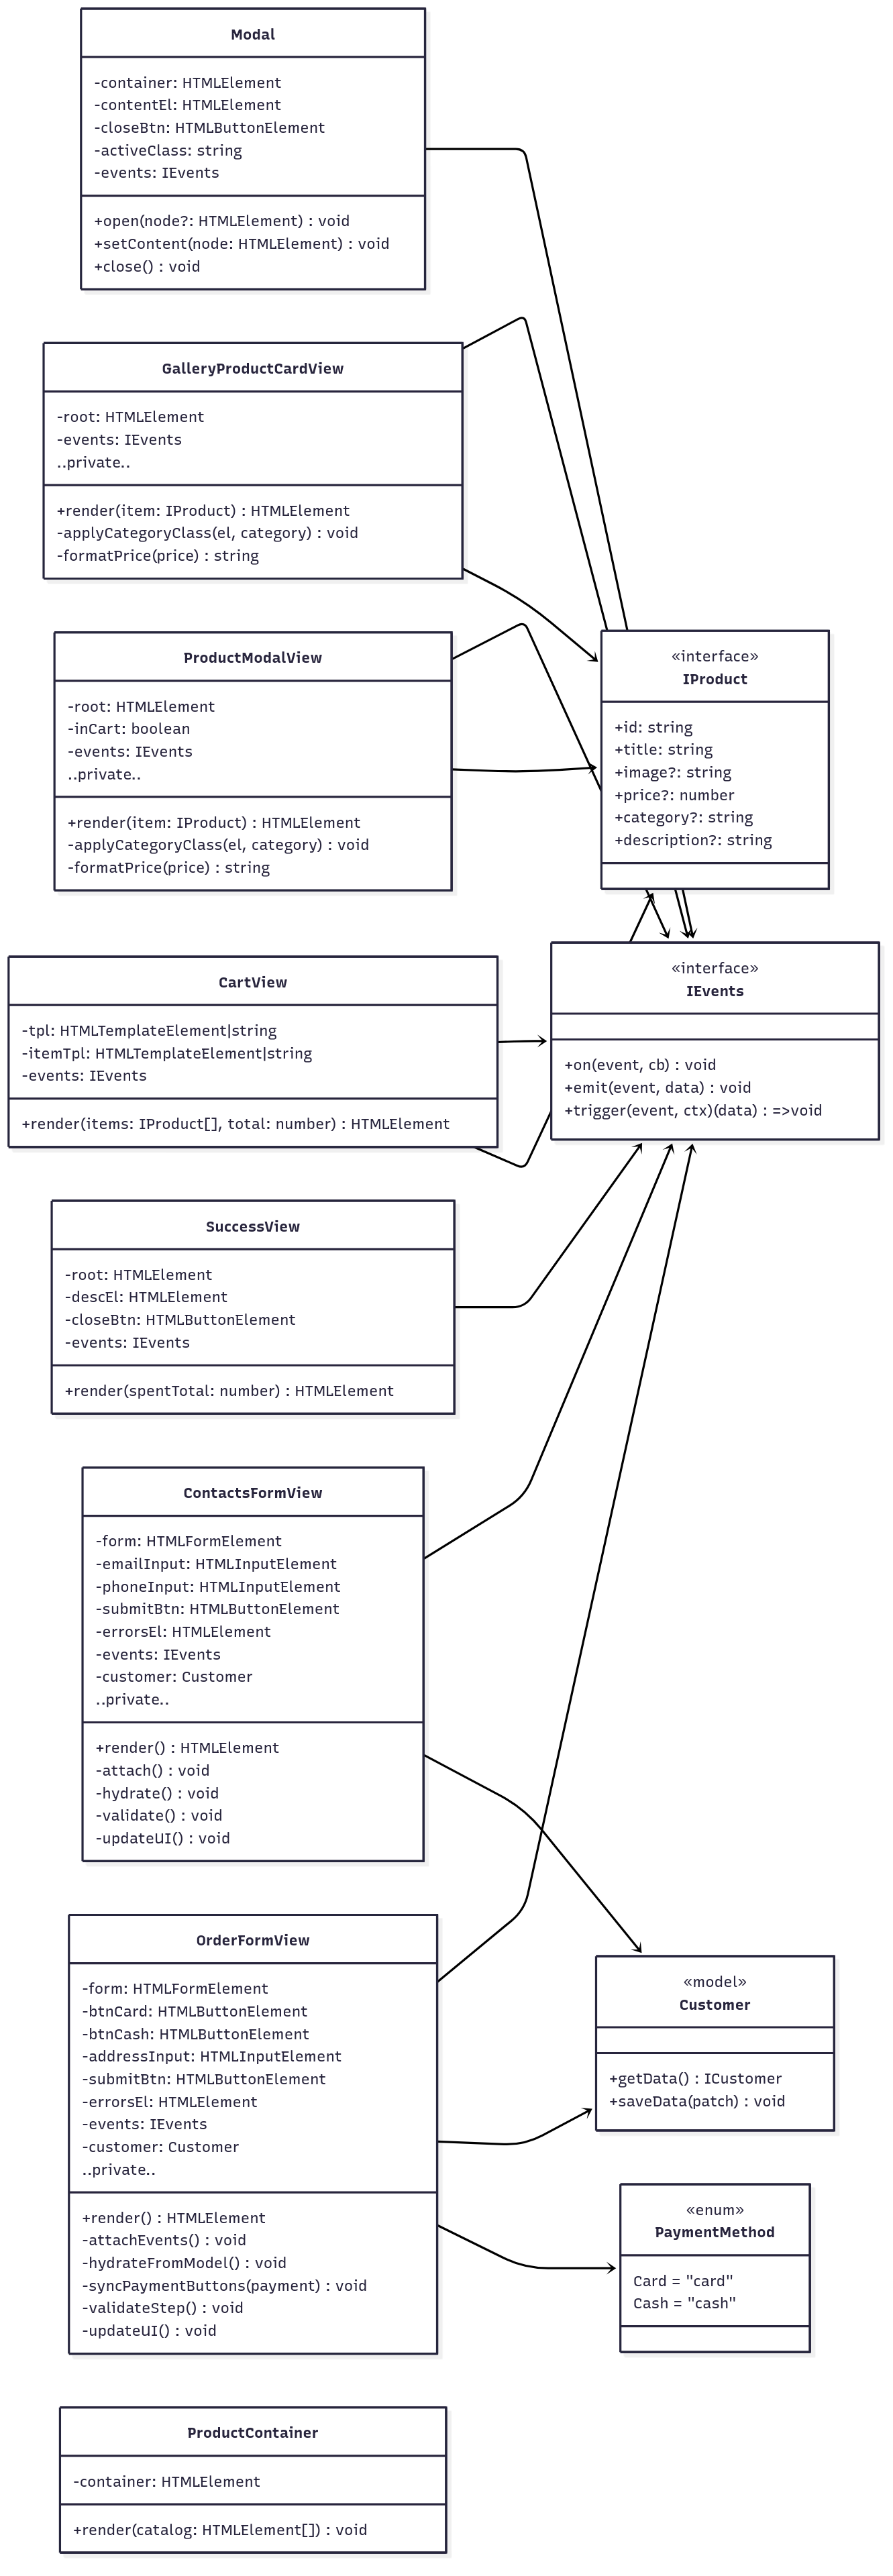 Modal
-container: HTMLElement
-contentEl: HTMLElement
-closeBtn: HTMLButtonElement
-activeClass: string
-events: IEvents
+open(node?: HTMLElement) : void
+setContent(node: HTMLElement) : void
+close() : void
GalleryProductCardView
-root: HTMLElement
-events: IEvents
..private..
+render(item: IProduct) : HTMLElement
-applyCategoryClass(el, category) : void
-formatPrice(price) : string
ProductModalView
-root: HTMLElement
-inCart: boolean
-events: IEvents
..private..
+render(item: IProduct) : HTMLElement
-applyCategoryClass(el, category) : void
-formatPrice(price) : string
«interface»
IProduct
+id: string
+title: string
+image?: string
+price?: number
+category?: string
+description?: string
CartView
-tpl: HTMLTemplateElement|string
-itemTpl: HTMLTemplateElement|string
-events: IEvents
+render(items: IProduct[], total: number) : HTMLElement
«interface»
IEvents
+on(event, cb) : void
+emit(event, data) : void
+trigger(event, ctx)(data) : =>void
SuccessView
-root: HTMLElement
-descEl: HTMLElement
-closeBtn: HTMLButtonElement
-events: IEvents
+render(spentTotal: number) : HTMLElement
ContactsFormView
-form: HTMLFormElement
-emailInput: HTMLInputElement
-phoneInput: HTMLInputElement
-submitBtn: HTMLButtonElement
-errorsEl: HTMLElement
-events: IEvents
-customer: Customer
..private..
+render() : HTMLElement
-attach() : void
-hydrate() : void
-validate() : void
-updateUI() : void
OrderFormView
-form: HTMLFormElement
-btnCard: HTMLButtonElement
-btnCash: HTMLButtonElement
-addressInput: HTMLInputElement
-submitBtn: HTMLButtonElement
-errorsEl: HTMLElement
-events: IEvents
-customer: Customer
..private..
+render() : HTMLElement
-attachEvents() : void
-hydrateFromModel() : void
-syncPaymentButtons(payment) : void
-validateStep() : void
-updateUI() : void
«model»
Customer
+getData() : ICustomer
+saveData(patch) : void
«enum»
PaymentMethod
Card = "card"
Cash = "cash"
ProductContainer
-container: HTMLElement
+render(catalog: HTMLElement[]) : void